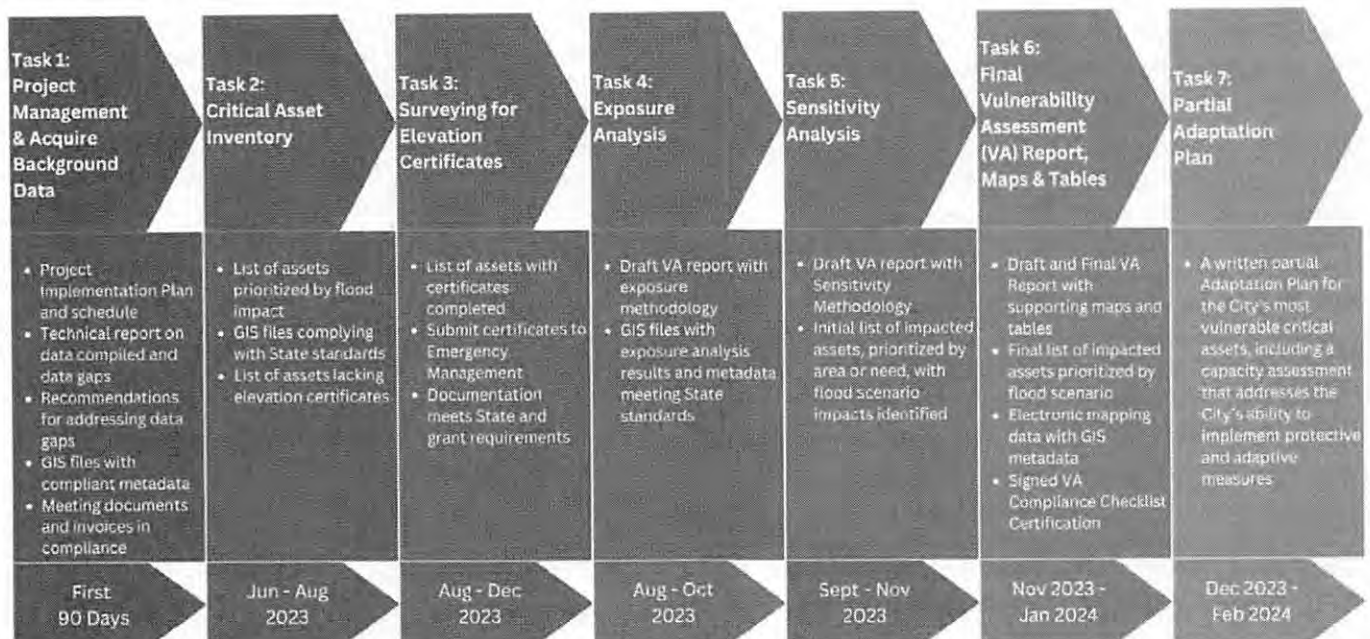 Task 1:
Project
Management
& Acquire
Background
Data
Task 2:
Critical Asset
Inventory
Task 3:
Surveying for
Elevation
Certificates
Task 4:
Exposure
Analysis
Task 5:
Sensitivity
Analysis
Task 6:
Final
Vulnerability
Assessment
(VA) Report,
Maps & Tables
Task 7:
Partial
Adaptation
Plan
• Project
Implementation Plan
and schedule
• Technical report on
data compiled and
data gaps
• Recommendations
for addressing data
gaps
• GIS files with
compliant metadata
• Meeting documents
and invoices in
compliance
• List of assets
prioritized by flood
impact
• GIS files complying
with State standards
• List of assets lacking
elevation certificates
• List of assets with
certificates
completed
• Submit certificates to
Emergency
Management
• Documentation
meets State and
grant requirements
• Draft VA report with
exposure
methodology
• GIS files with
exposure analysis
results and metadata
meeting State
standards
• Draft VA report with
Sensitivity
Methodology
• Initial list of impacted
assets, prioritized by
area or need, with
flood scenario
impacts identified
• Draft and Final VA
Report with
supporting maps and
tables
• Final list of impacted
assets prioritized by
flood scenario
• Electronic mapping
data with GIS
metadata
• Signed VA
Compliance Checklist
Certification
• A written partial
Adaptation Plan for
the City's most
vulnerable critical
assets, including a
capacity assessment
that addresses the
City's ability to
implement protective
and adaptive
measures
First
90 Days
Jun - Aug
2023
Aug - Dec
2023
Aug - Oct
2023
Sept - Nov
2023
Nov 2023 -
Jan 2024
Dec 2023 -
Feb 2024